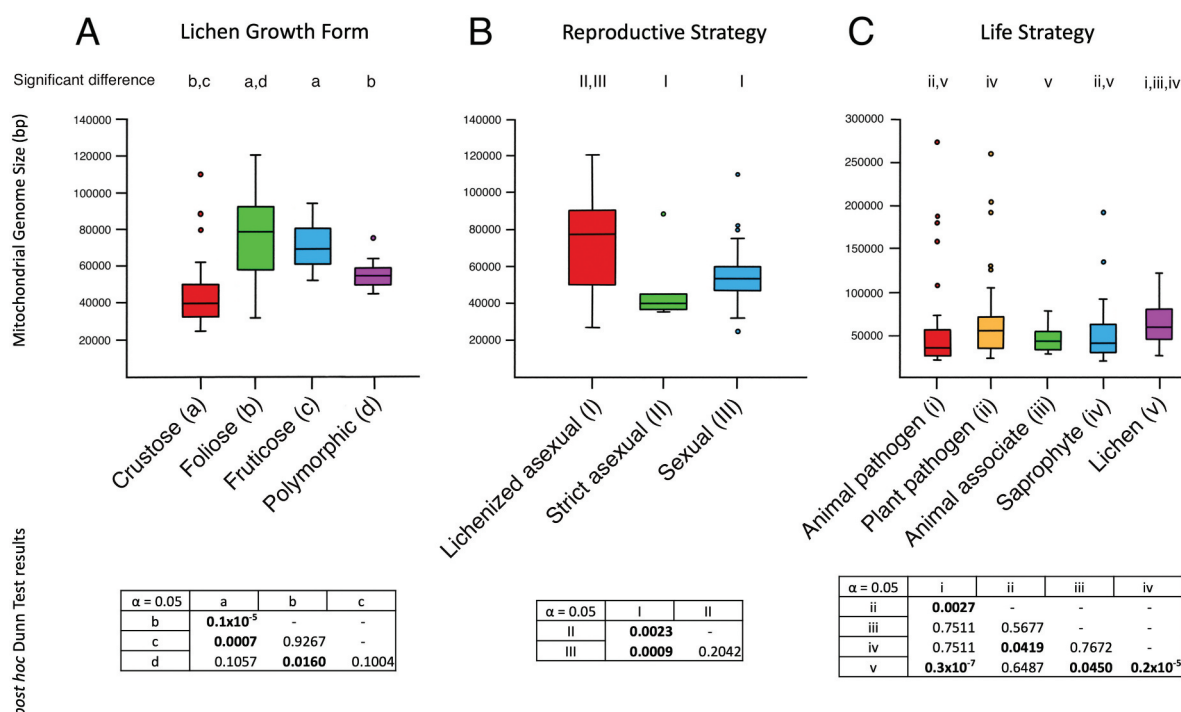 A Lichen Growth Form
B Reproductive Strategy
C Life Strategy
Significant difference b,c a,d a b
II,III I I
ii,v iv v ii,v i,iii,iv
Mitochondrial Genome Size (bp)
140000
120000
100000
80000
60000
40000
20000
Crustose (a)
Foliose (b)
Fruticose (c)
Polymorphic (d)
140000
120000
100000
80000
60000
40000
20000
Lichenized asexual (I)
Strict asexual (II)
Sexual (III)
300000
250000
200000
150000
100000
50000
Animal pathogen (i)
Plant pathogen (ii)
Animal associate (iii)
Saprophyte (iv)
Lichen (v)
post hoc Dunn Test results
α = 0.05 a b c
b 0.1x10⁻⁵ - -
c 0.0007 0.9267 -
d 0.1057 0.0160 0.1004
α = 0.05 I II
II 0.0023 -
III 0.0009 0.2042
α = 0.05 i ii iii iv
ii 0.0027 - - -
iii 0.7511 0.5677 - -
iv 0.7511 0.0419 0.7672 -
v 0.3x10⁻⁷ 0.6487 0.0450 0.2x10⁻⁵